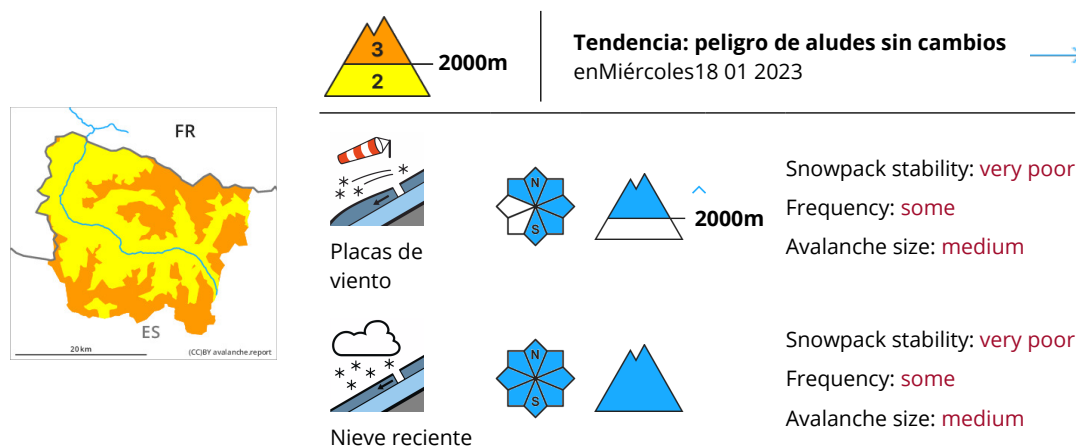 3
2
2000m
Tendencia: peligro de aludes sin cambios
enMiércoles18 01 2023
FR
ES
20 km
(CC)BY avalanche.report
Placas de
viento
N
S
2000m
Snowpack stability: very poor
Frequency: some
Avalanche size: medium
Nieve reciente
N
S
Snowpack stability: very poor
Frequency: some
Avalanche size: medium